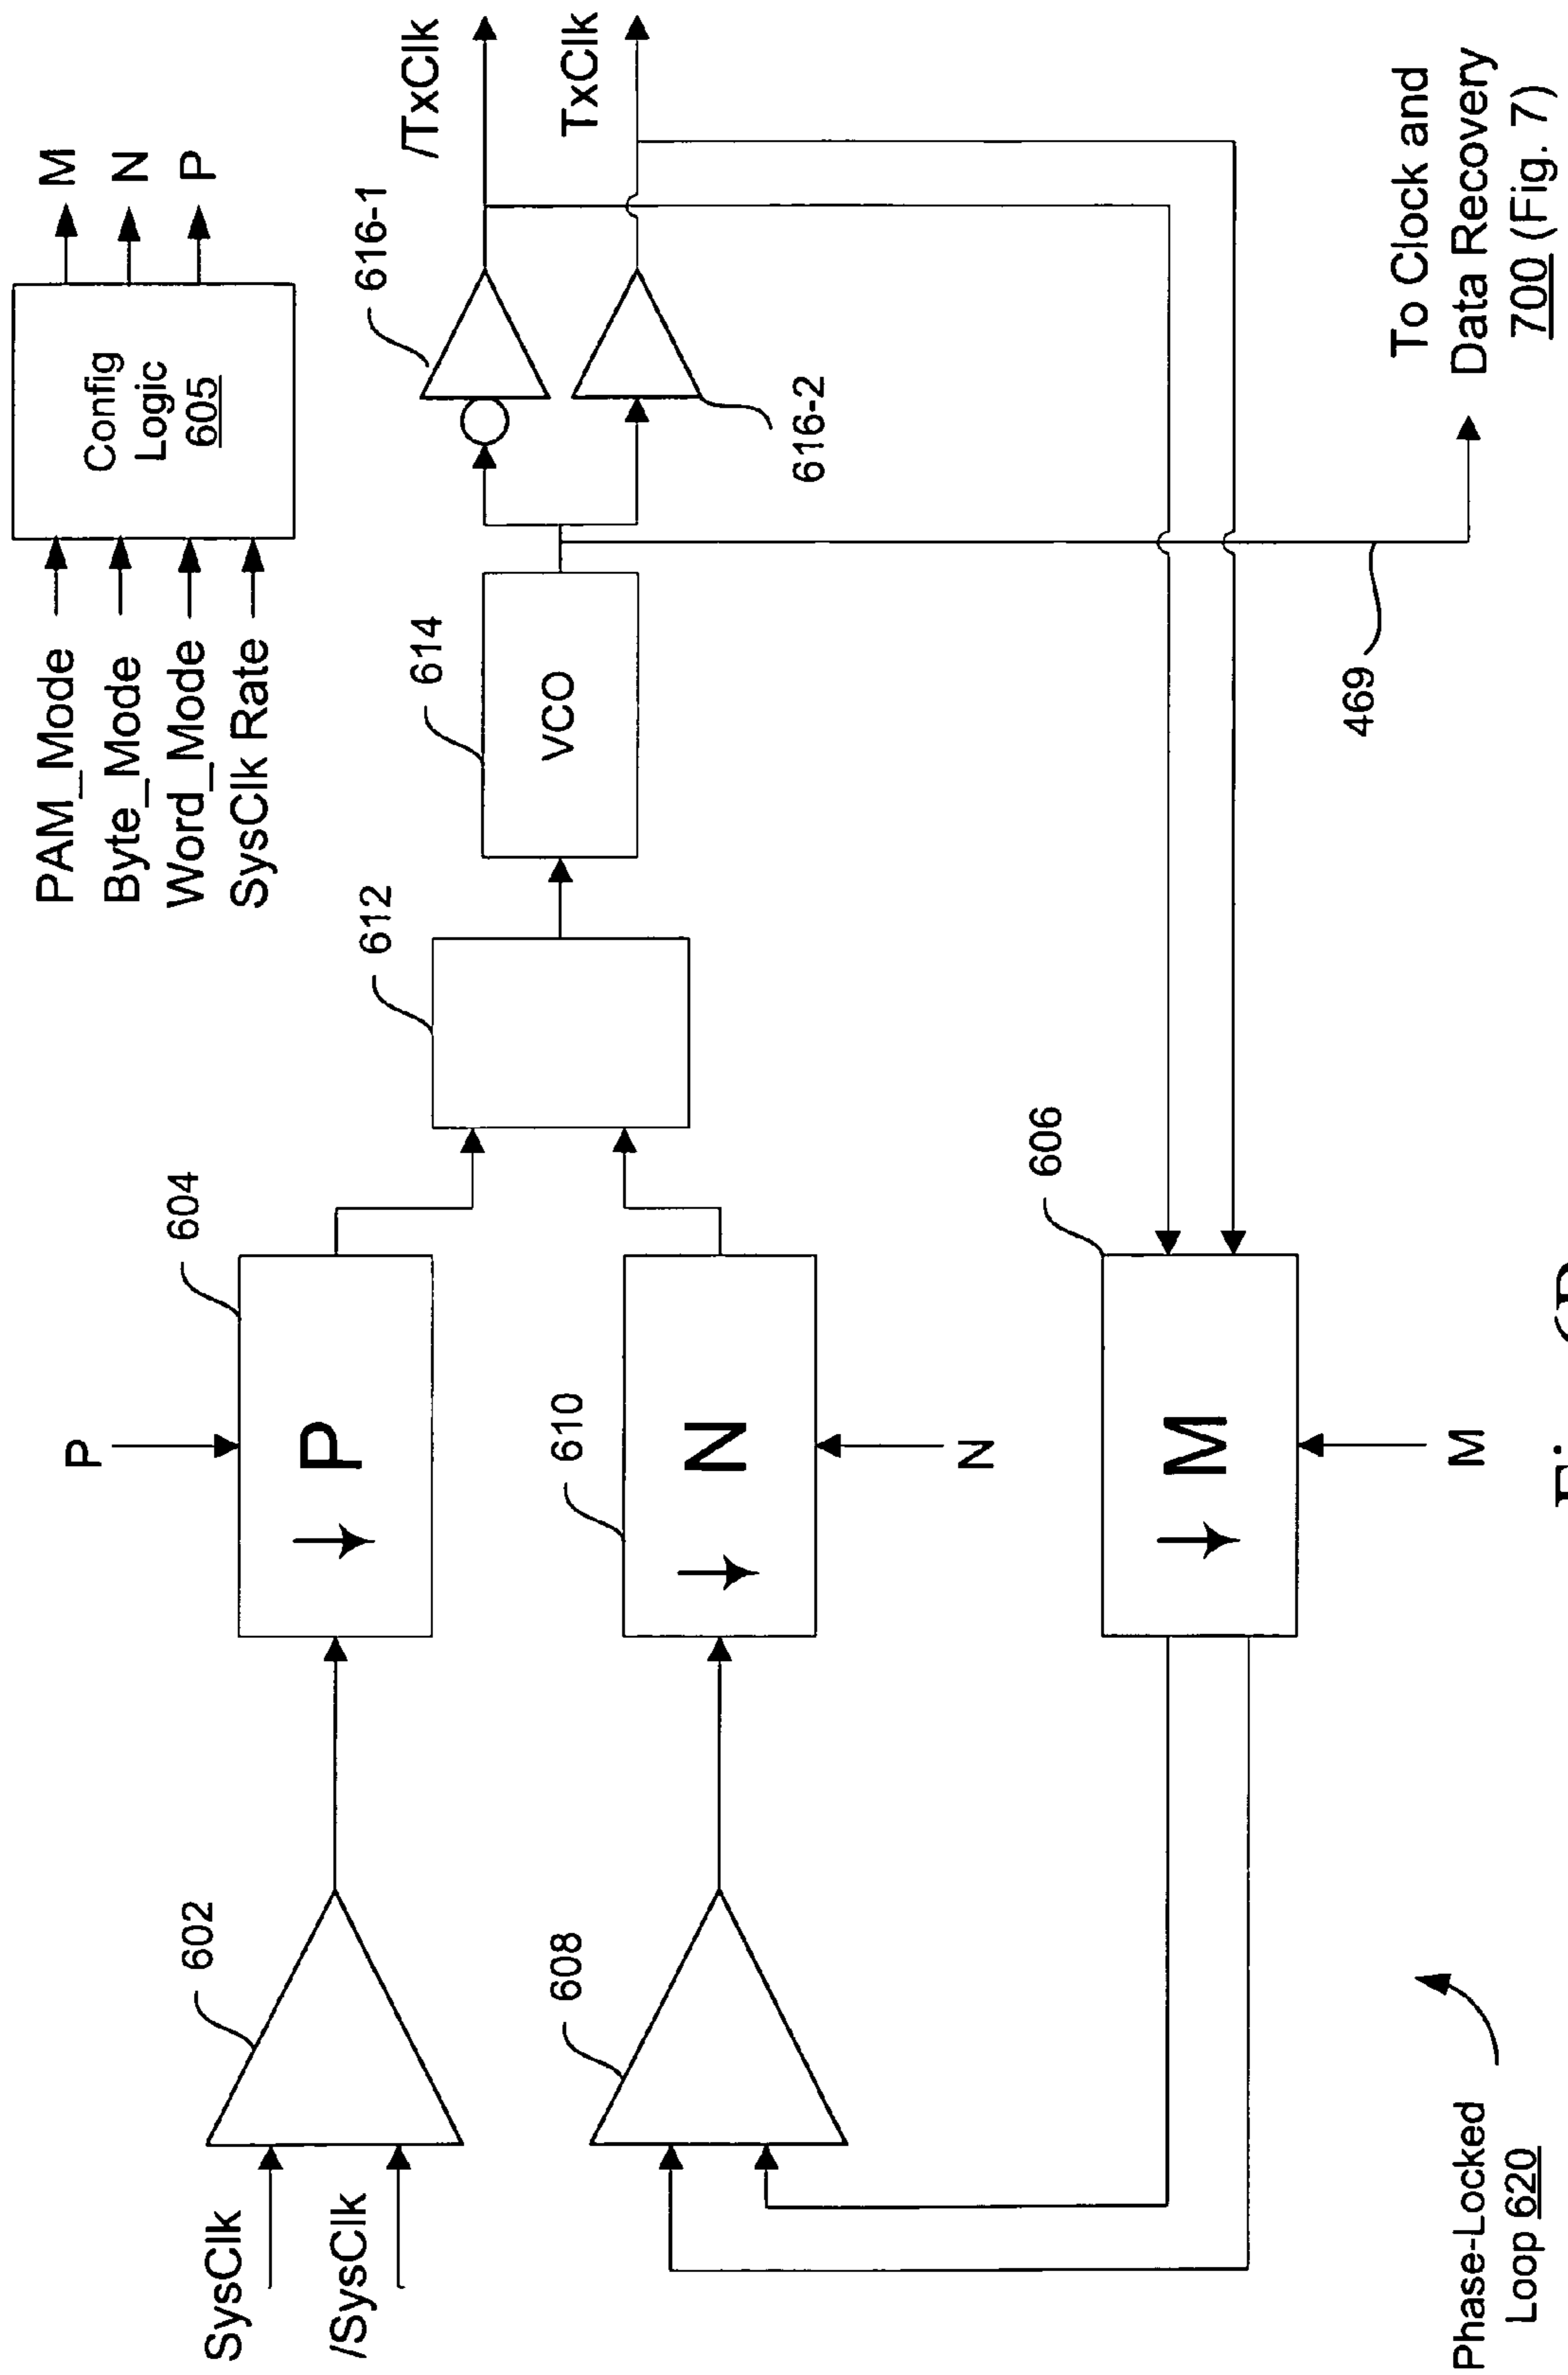 PAM_Mode
Byte_Mode
Word_Mode
SysClk Rate
Config
Logic
605
M
N
P
SysClk
/SysClk
602
P
604
P
608
610
N
N
612
614
VCO
616-1
616-2
/TxClk
TxClk
606
M
M
469
To Clock and
Data Recovery
700 (Fig. 7)
Phase-Locked
Loop 620